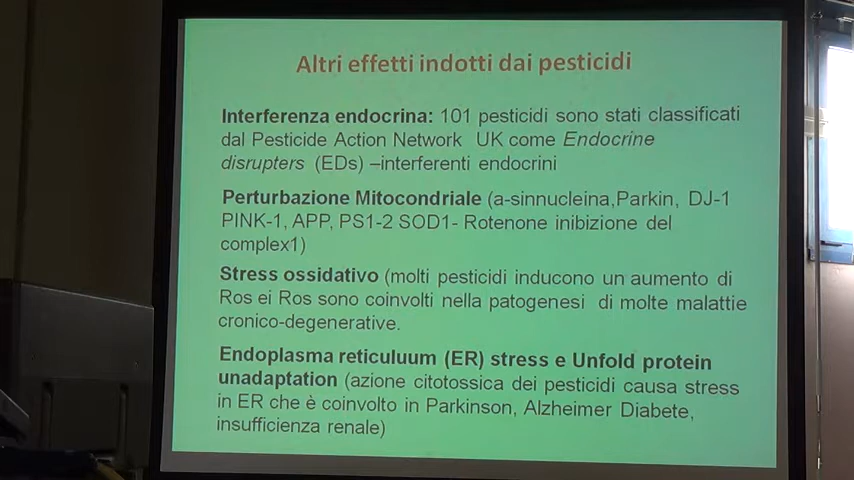 Altri effetti indotti dai pesticidi
Interferenza endocrina: 101 pesticidi sono stati classificati
dal Pesticide Action Network UK come Endocrine
disrupters (EDs) –interferenti endocrini
Perturbazione Mitocondriale (a-sinnucleina,Parkin, DJ-1
PINK-1, APP, PS1-2 SOD1- Rotenone inibizione del
complex1)
Stress ossidativo (molti pesticidi inducono un aumento di
Ros ei Ros sono coinvolti nella patogenesi di molte malattie
cronico-degenerative.
Endoplasma reticuluum (ER) stress e Unfold protein
unadaptation (azione citotossica dei pesticidi causa stress
in ER che è coinvolto in Parkinson, Alzheimer Diabete,
insufficienza renale)